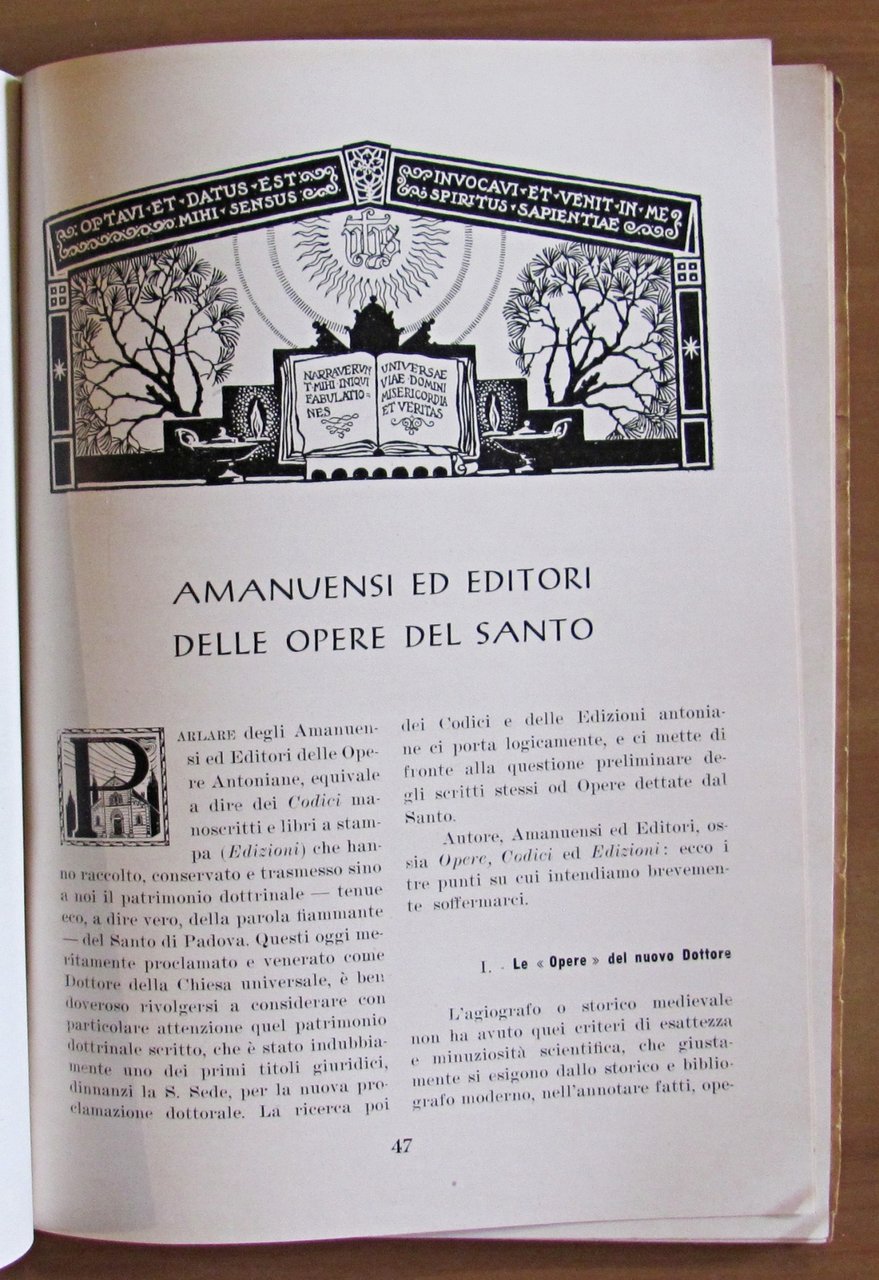 OPTAVI·ET·DATUS·EST
MIHI·SENSUS
INVOCAVI·ET·VENIT·IN·ME
SPIRITUS·SAPIENTIAE
ihs
NARRAVERUN
T·MIHI·INIQUI
FABULATIO=
NES
UNIVERSAE
VIAE·DOMINI
MISERICORDIA
ET·VERITAS
AMANUENSI ED EDITORI
DELLE OPERE DEL SANTO
PARLARE degli Amanuen-
si ed Editori delle Ope-
re Antoniane, equivale
a dire dei Codici ma-
noscritti e libri a stam-
pa (Edizioni) che han-
no raccolto, conservato e trasmesso sino
a noi il patrimonio dottrinale — tenue
eco, a dire vero, della parola fiammante
— del Santo di Padova. Questi oggi me-
ritamente proclamato e venerato come
Dottore della Chiesa universale, è ben
doveroso rivolgersi a considerare con
particolare attenzione quel patrimonio
dottrinale scritto, che è stato indubbia-
mente uno dei primi titoli giuridici,
dinnanzi la S. Sede, per la nuova pro-
clamazione dottorale. La ricerca poi
dei Codici e delle Edizioni antonia-
ne ci porta logicamente, e ci mette di
fronte alla questione preliminare de-
gli scritti stessi od Opere dettate dal
Santo.
Autore, Amanuensi ed Editori, os-
sia Opere, Codici ed Edizioni: ecco i
tre punti su cui intendiamo brevemen-
te soffermarci.
I. - Le « Opere » del nuovo Dottore
L'agiografo o storico medievale
non ha avuto quei criteri di esattezza
e minuziosità scientifica, che giusta-
mente si esigono dallo storico e biblio-
grafo moderno, nell'annotare fatti, ope-
47